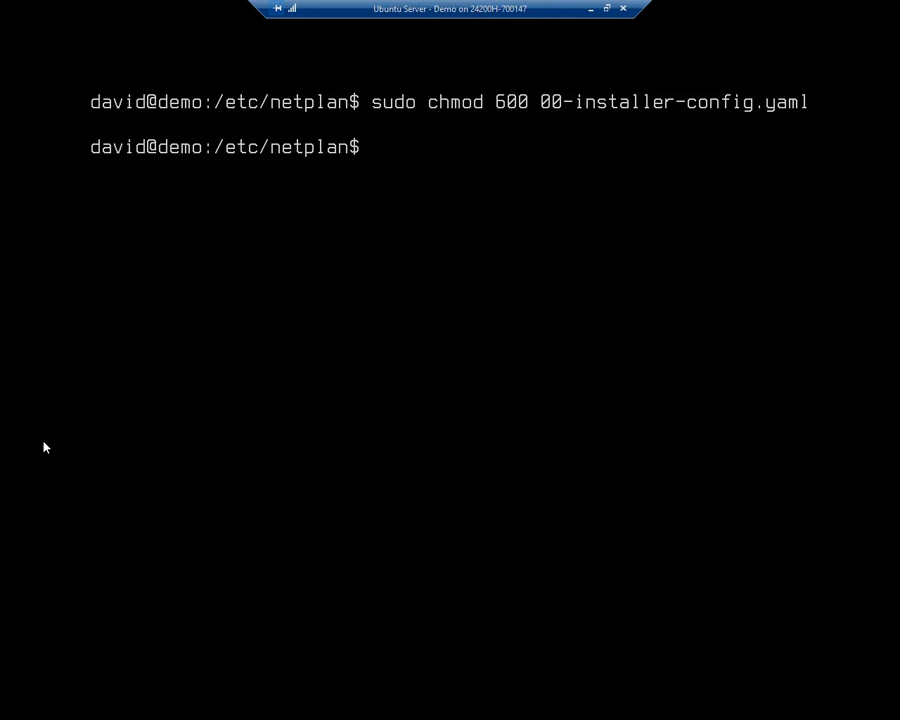 Ubuntu Server - Demo on 24200H-700147
david@demo:/etc/netplan$ sudo chmod 600 00-installer-config.yaml
david@demo:/etc/netplan$